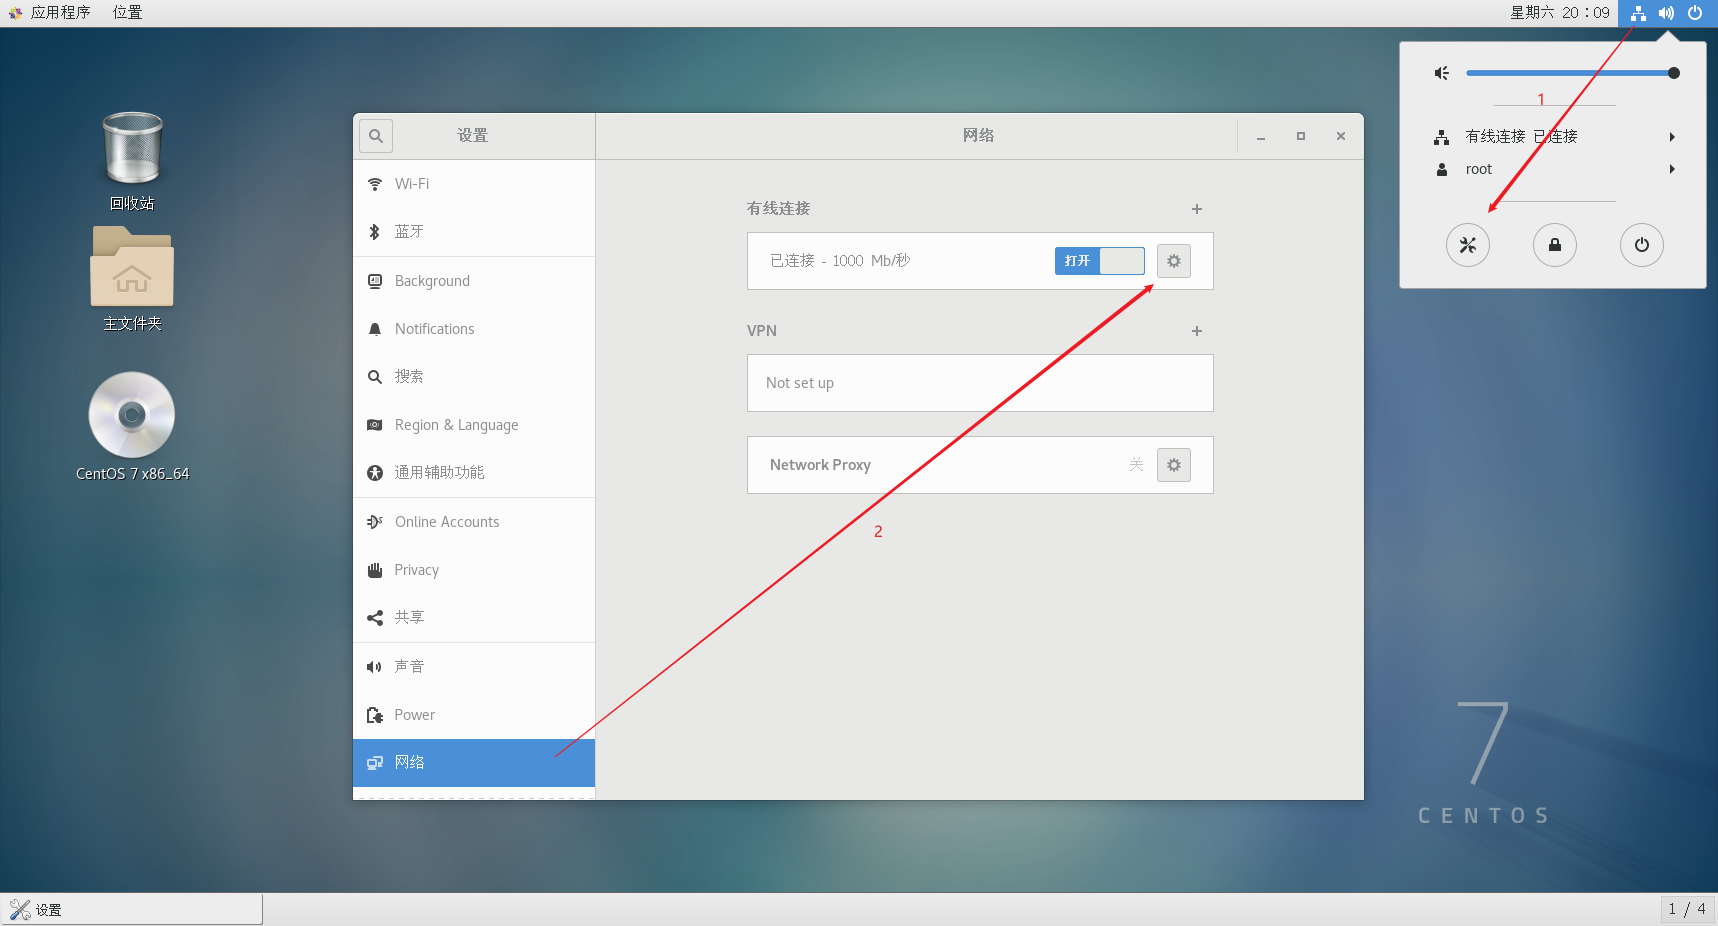 应用程序 位置
星期六 20：09
1
有线连接 已连接
root
回收站
主文件夹
CentOS 7 x86_64
设置
网络
Wi-Fi
蓝牙
Background
Notifications
搜索
Region & Language
通用辅助功能
Online Accounts
Privacy
共享
声音
Power
网络
有线连接
已连接 - 1000 Mb/秒
打开
VPN
Not set up
Network Proxy
关
2
7
CENTOS
设置
1 / 4